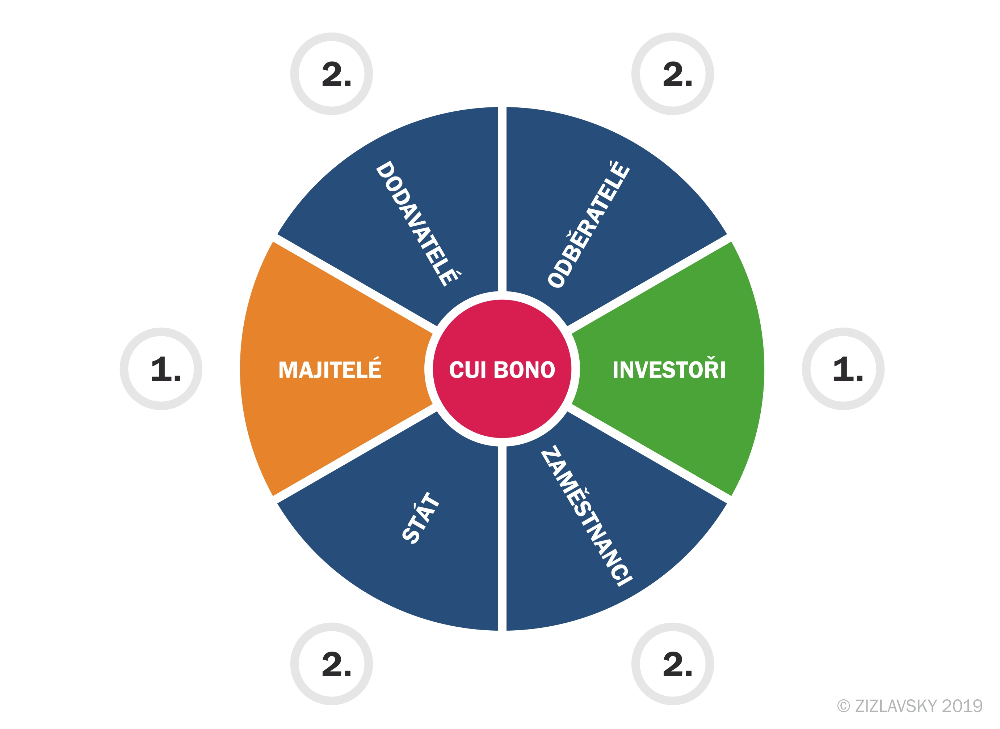 2.
2.
DODAVATELÉ
ODBĚRATELÉ
1.
MAJITELÉ
CUI BONO
INVESTOŘI
1.
STÁT
ZAMĚSTNANCI
2.
2.
© ZIZLAVSKY 2019